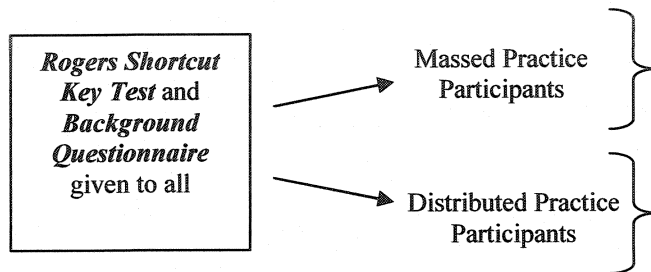 Rogers Shortcut
Key Test and
Background
Questionnaire
given to all
Massed Practice
Participants
Distributed Practice
Participants